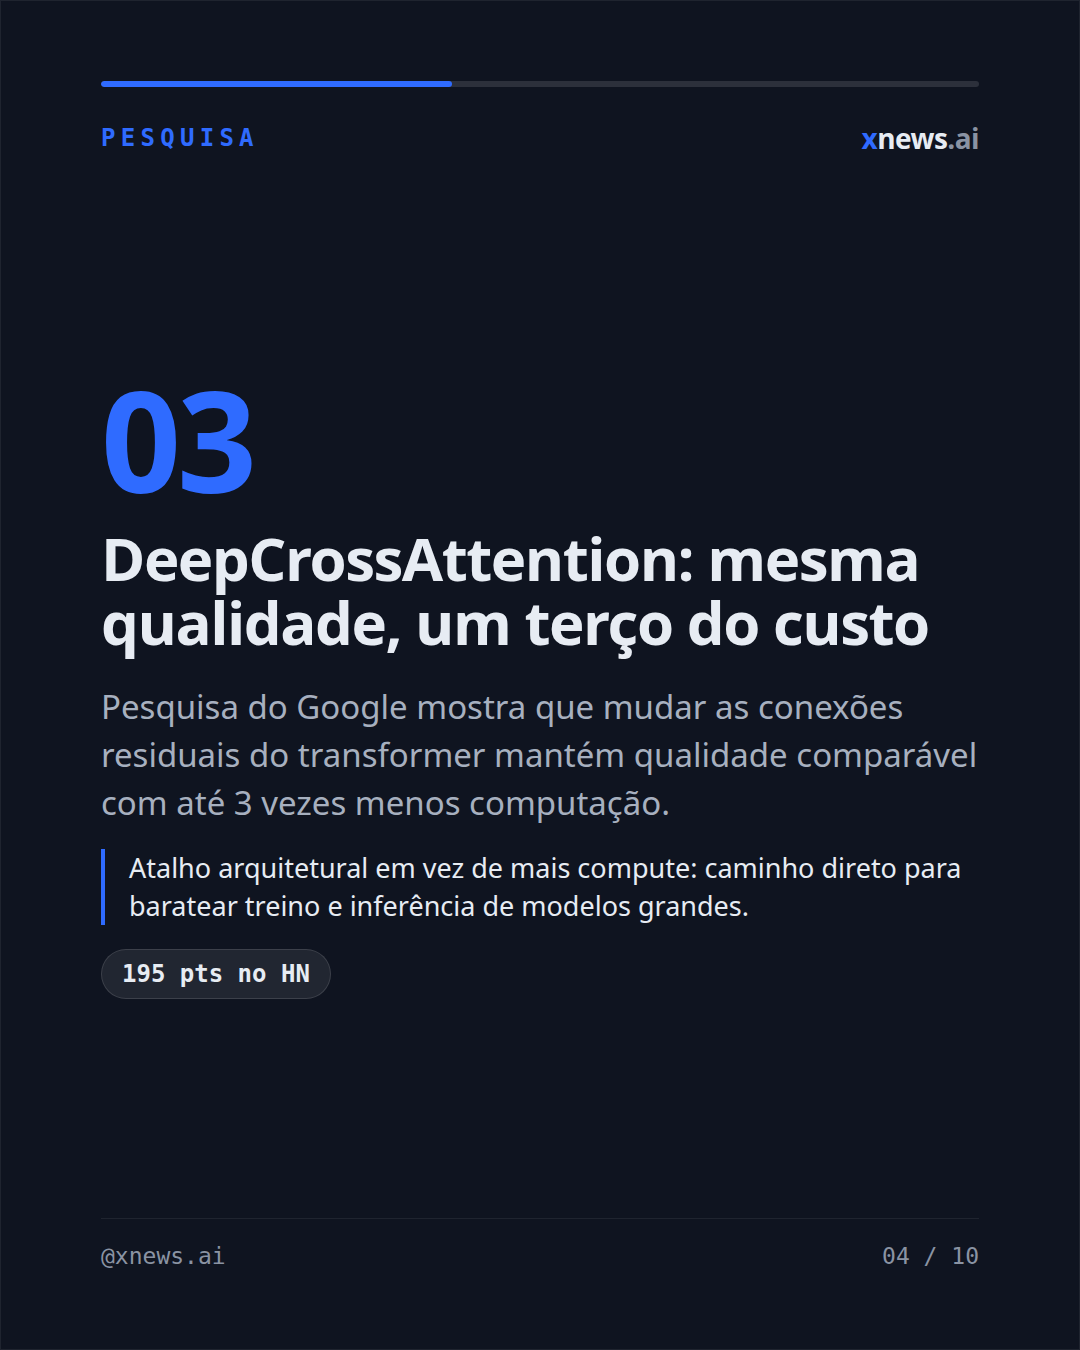 PESQUISA
xnews.ai
03
DeepCrossAttention: mesma
qualidade, um terço do custo
Pesquisa do Google mostra que mudar as conexões
residuais do transformer mantém qualidade comparável
com até 3 vezes menos computação.
Atalho arquitetural em vez de mais compute: caminho direto para
baratear treino e inferência de modelos grandes.
195 pts no HN
@xnews.ai
04 / 10